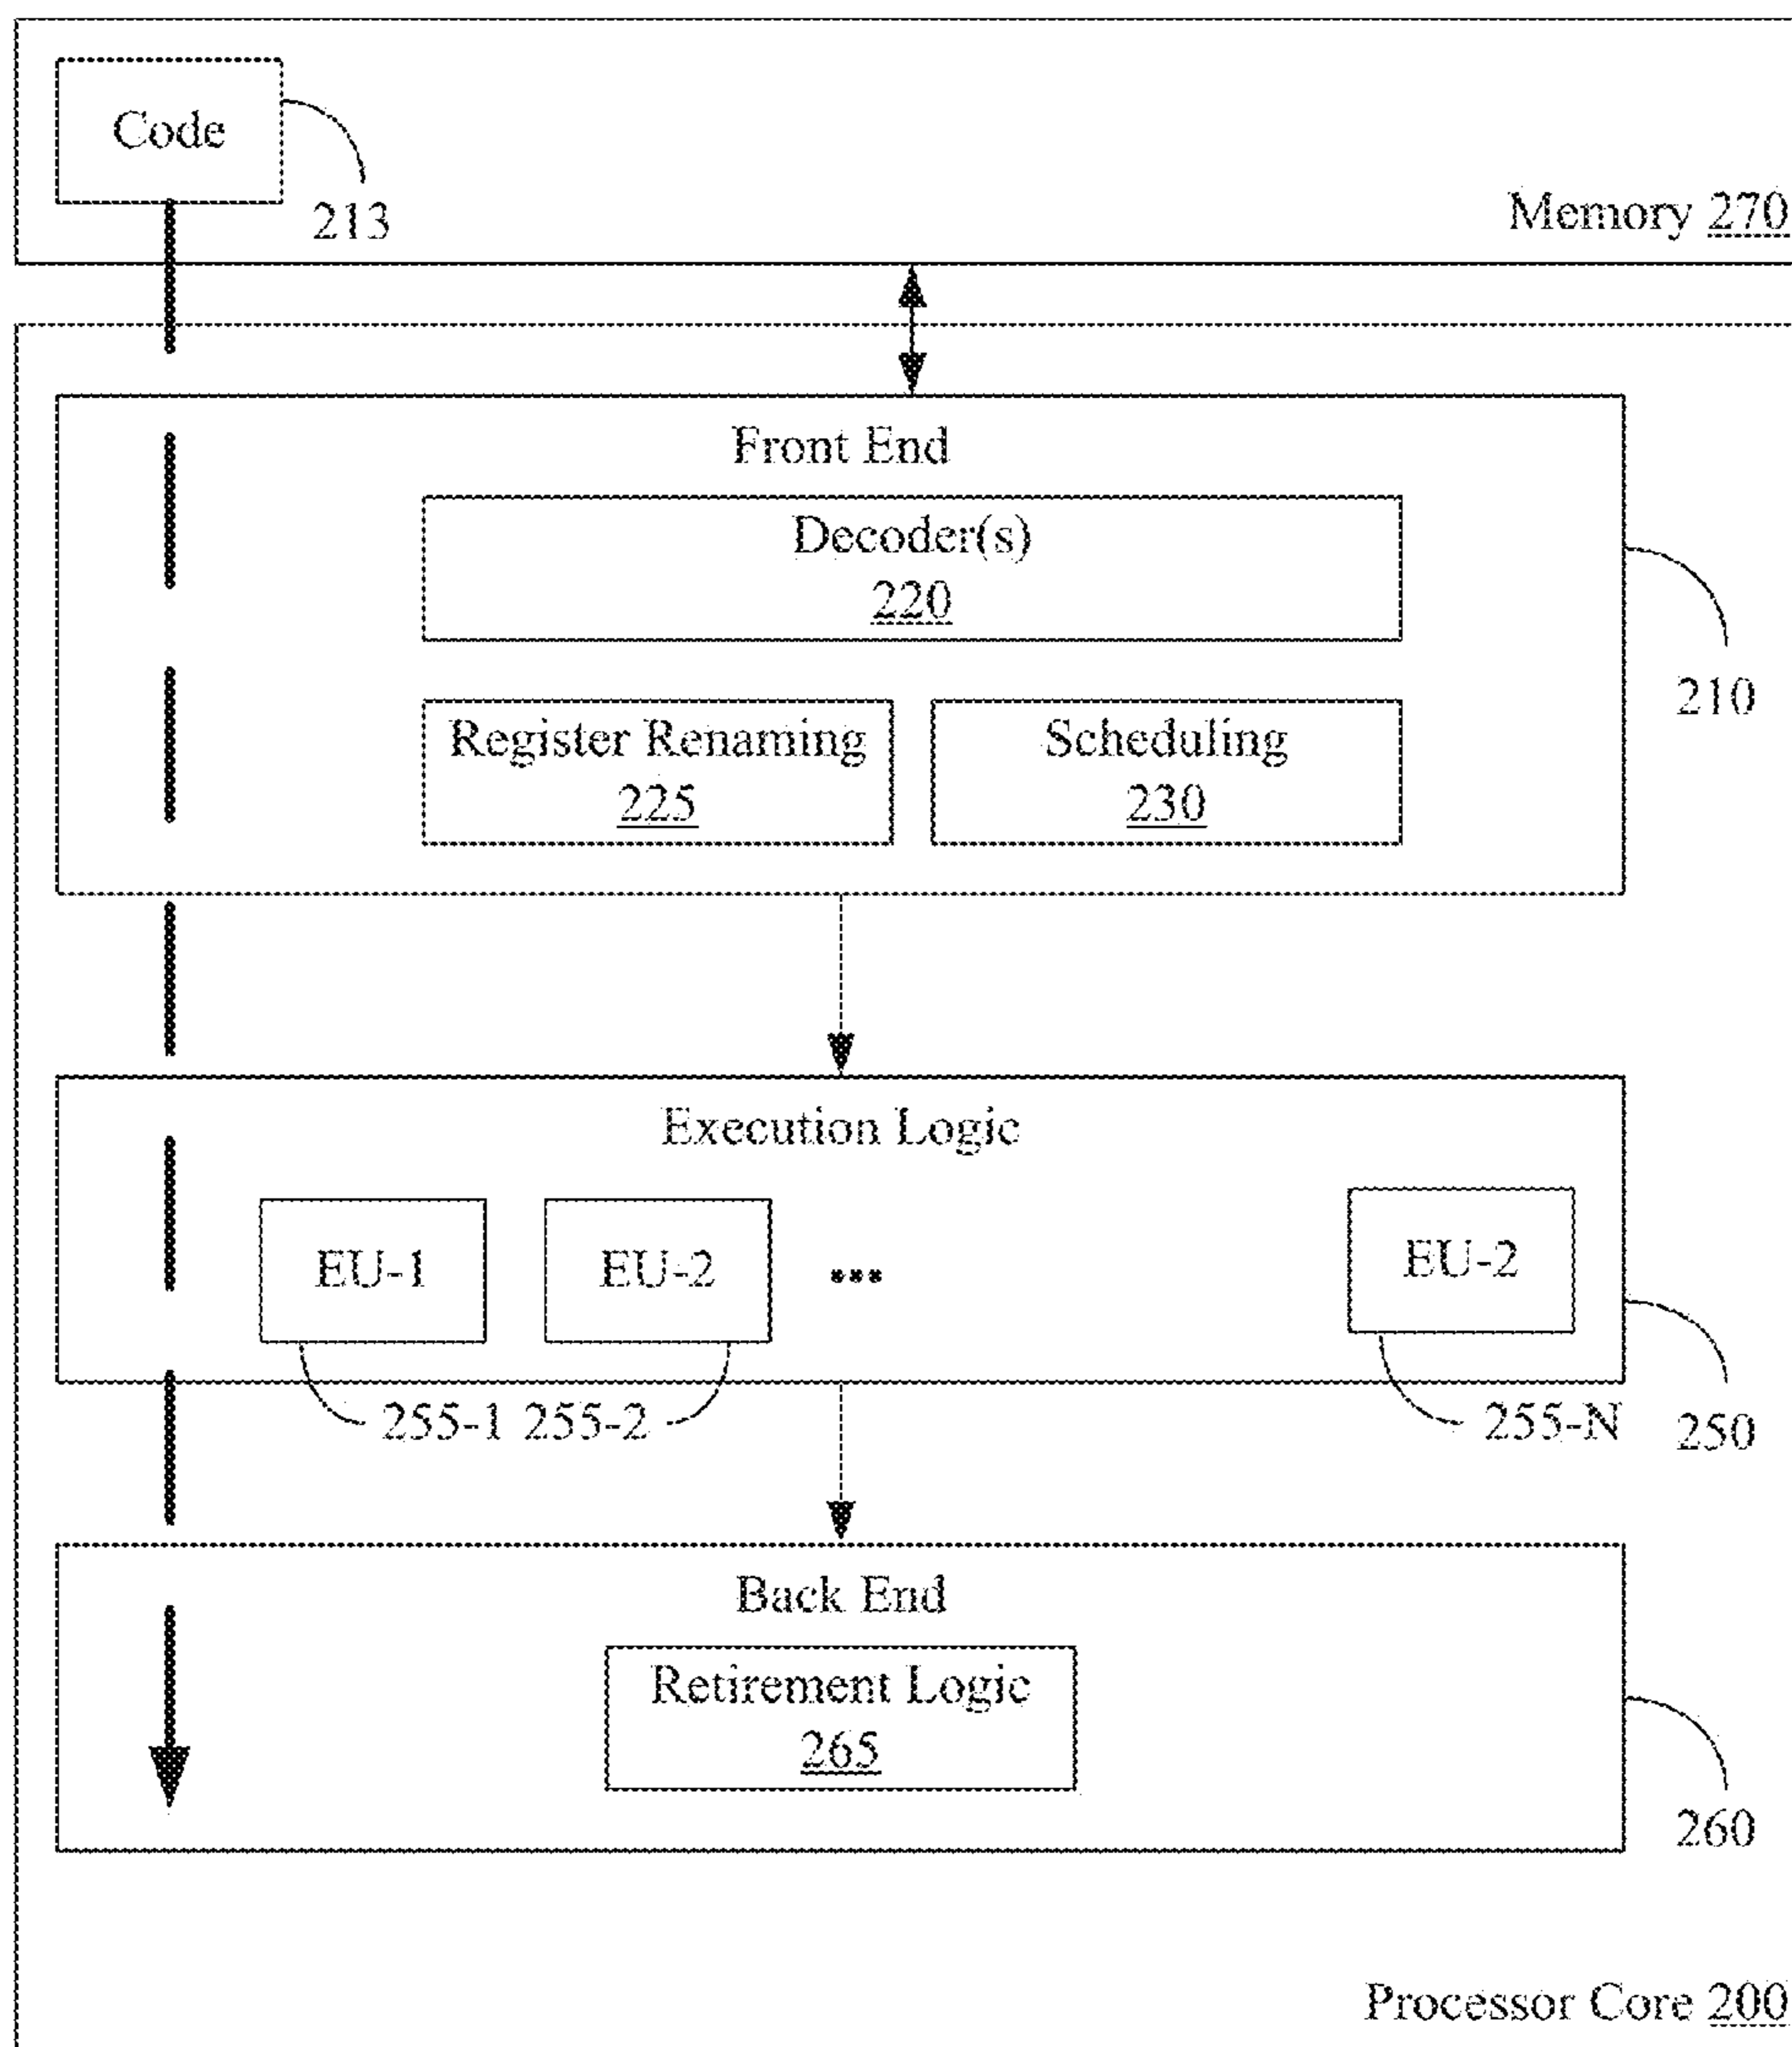 Code
213
Memory 270
Front End
Decoder(s)
220
210
Register Renaming
225
Scheduling
230
Execution Logic
EU-1
EU-2
...
EU-2
255-1
255-2
255-N
250
Back End
Retirement Logic
265
260
Processor Core 200